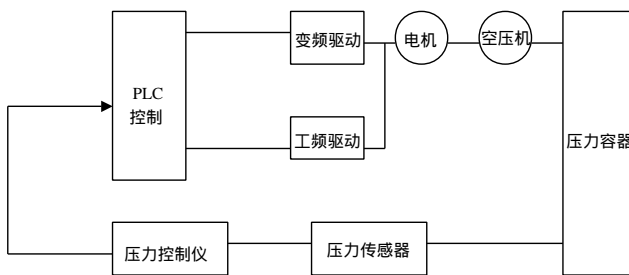 变频驱动
电机
空压机
PLC
控制
工频驱动
压力容器
压力控制仪
压力传感器